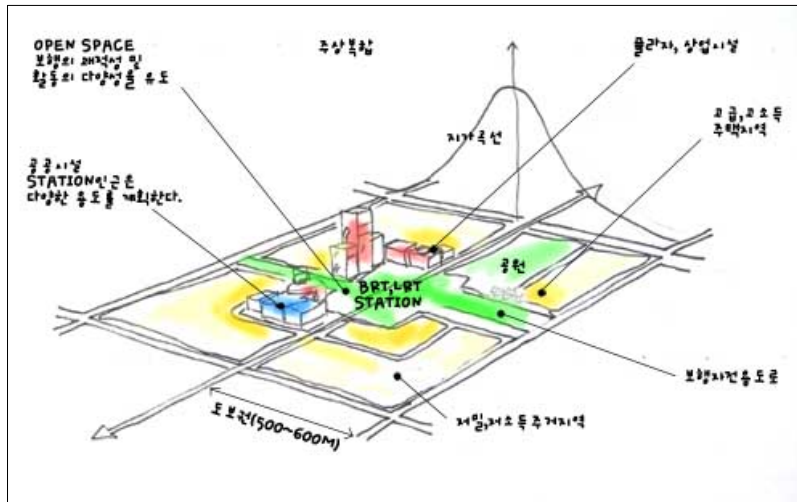 OPEN SPACE
보행의 쾌적성 및
활동의 다양성을 유도
주상복합
플라자, 상업시설
고급,고소득
주택지역
지가곡선
공공시설
STATION인근은
다양한 용도를 계획한다.
공원
BRT,LRT
STATION
보행자전용도로
도보권(500~600M)
저밀,저소득주거지역